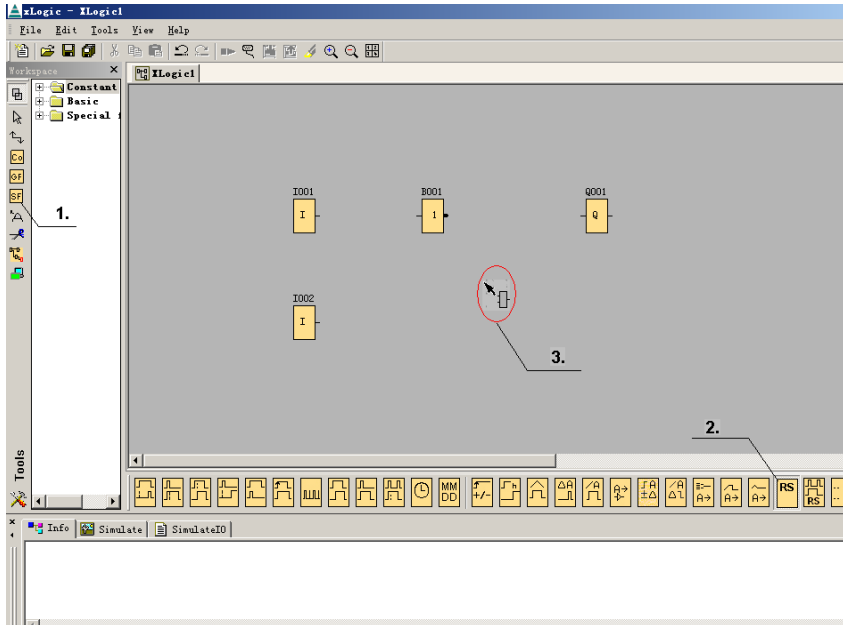 xLogic - XLogic1
File Edit Tools View Help
Workspace
XLogic1
Constant
Basic
Special
Co
GF
SF
1.
I001
B001
Q001
I
1
Q
I002
I
3.
2.
Tools
MM
DD
+/-
RS
RS
Info
Simulate
SimulateIO